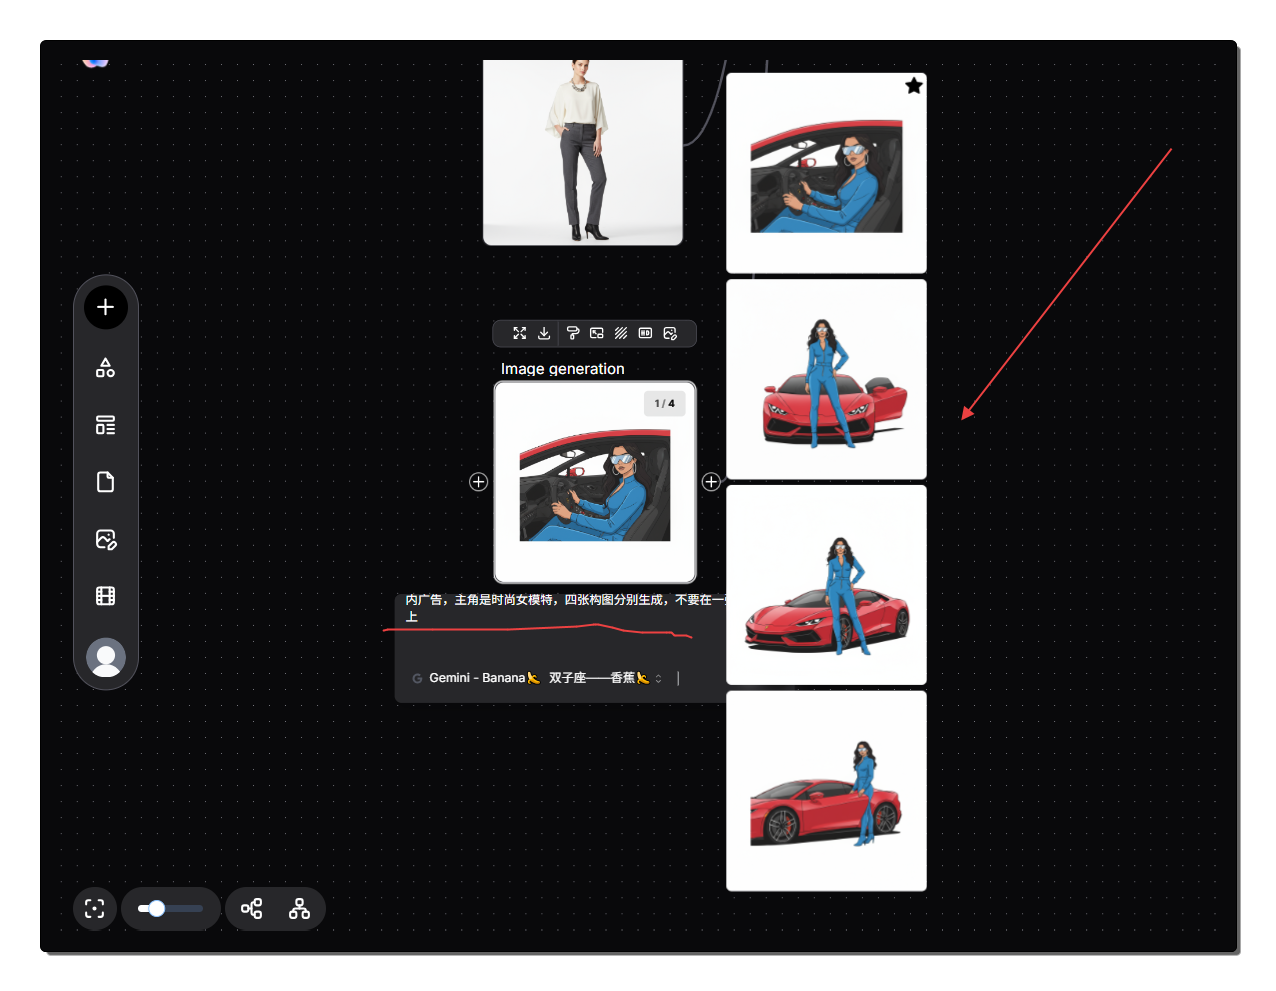 Image generation
1 / 4
内广告，主角是时尚女模特，四张构图分别生成，不要在一
上
G Gemini - Banana🍌 双子座——香蕉🍌